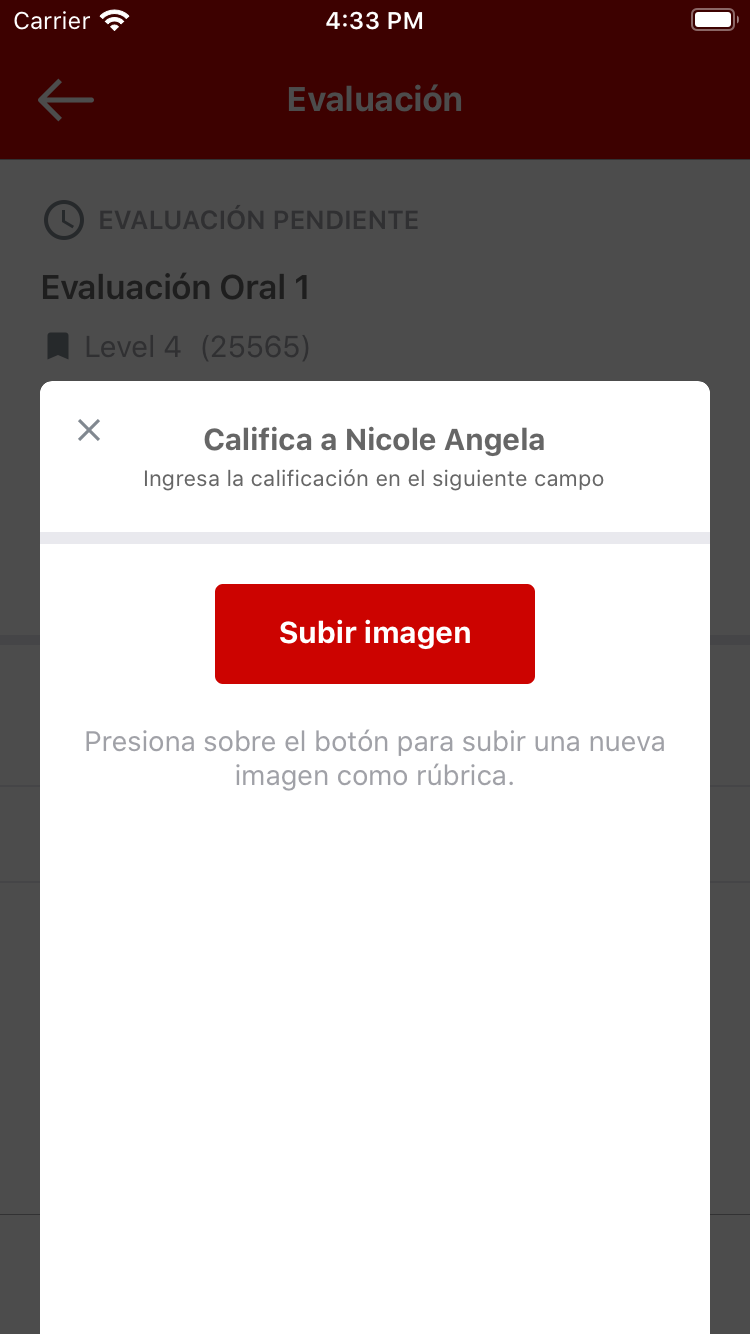 Carrier
4:33 PM
Evaluación
EVALUACIÓN PENDIENTE
Evaluación Oral 1
Level 4 (25565)
Califica a Nicole Angela
Ingresa la calificación en el siguiente campo
Subir imagen
Presiona sobre el botón para subir una nueva
imagen como rúbrica.